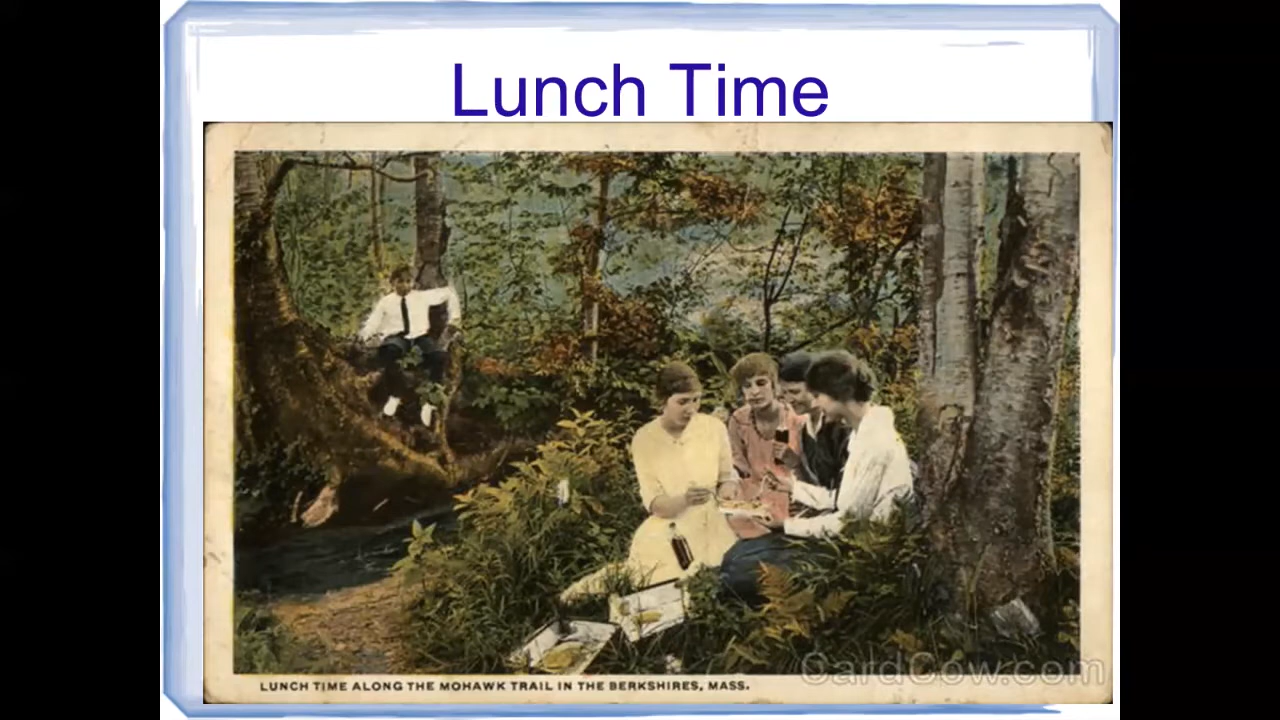 Lunch Time
LUNCH TIME ALONG THE MOHAWK TRAIL IN THE BERKSHIRES, MASS.
CardCow.com